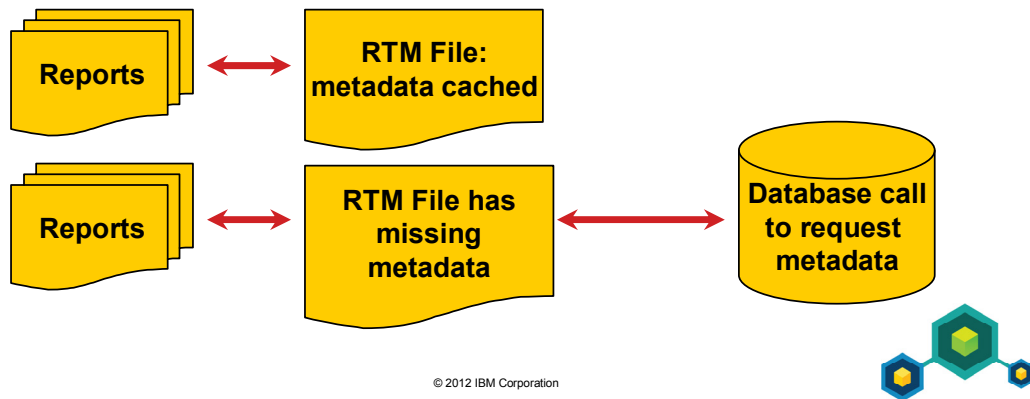 Reports
RTM File:
metadata cached
Reports
RTM File has
missing
metadata
Database call
to request
metadata
© 2012 IBM Corporation